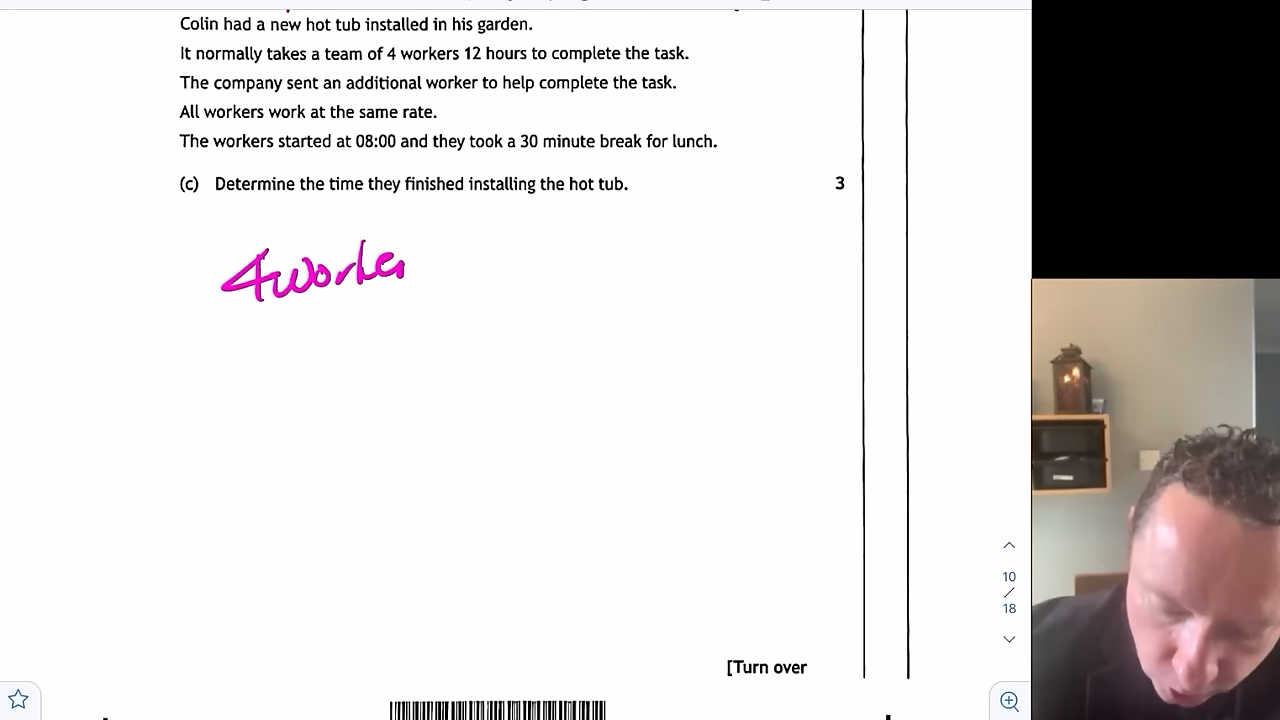 Colin had a new hot tub installed in his garden.
It normally takes a team of 4 workers 12 hours to complete the task.
The company sent an additional worker to help complete the task.
All workers work at the same rate.
The workers started at 08:00 and they took a 30 minute break for lunch.
(c) Determine the time they finished installing the hot tub. 3
4 worker
10
/
18
[Turn over